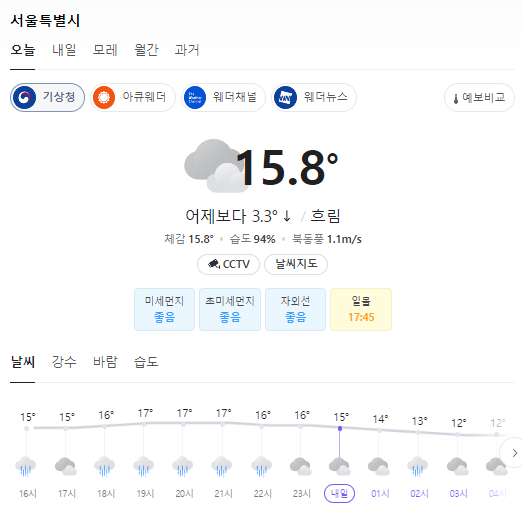 서울특별시
오늘 내일 모레 월간 과거
기상청 아큐웨더 The Weather Channel 웨더채널 WN 웨더뉴스 예보비교
15.8°
어제보다 3.3°↓ / 흐림
체감 15.8° • 습도 94% • 북동풍 1.1m/s
CCTV 날씨지도
미세먼지 초미세먼지 자외선 일몰
좋음 좋음 좋음 17:45
날씨 강수 바람 습도
15° 15° 16° 17° 17° 17° 16° 16° 15° 14° 13° 12° 12°
16시 17시 18시 19시 20시 21시 22시 23시 내일 01시 02시 03시 04시